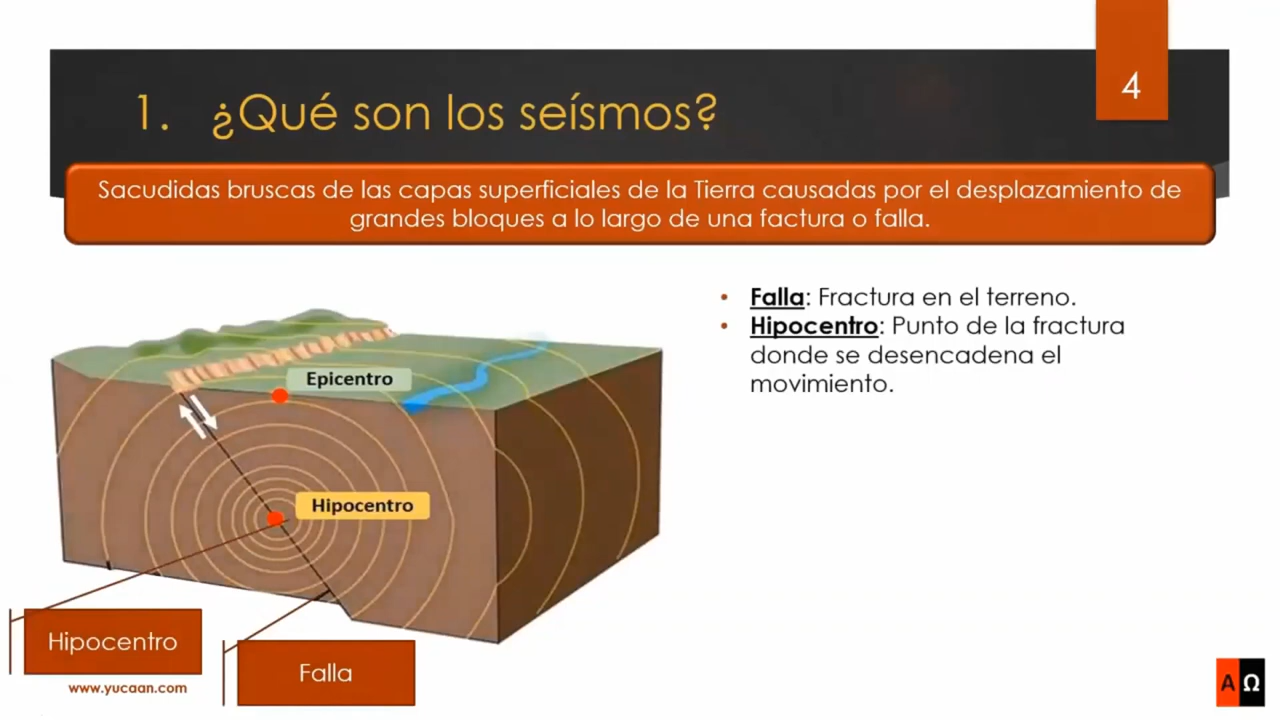 4
1. ¿Qué son los seísmos?
Sacudidas bruscas de las capas superficiales de la Tierra causadas por el desplazamiento de
grandes bloques a lo largo de una factura o falla.
• Falla: Fractura en el terreno.
• Hipocentro: Punto de la fractura
donde se desencadena el
movimiento.
Epicentro
Hipocentro
Hipocentro
Falla
www.yucaan.com
AΩ